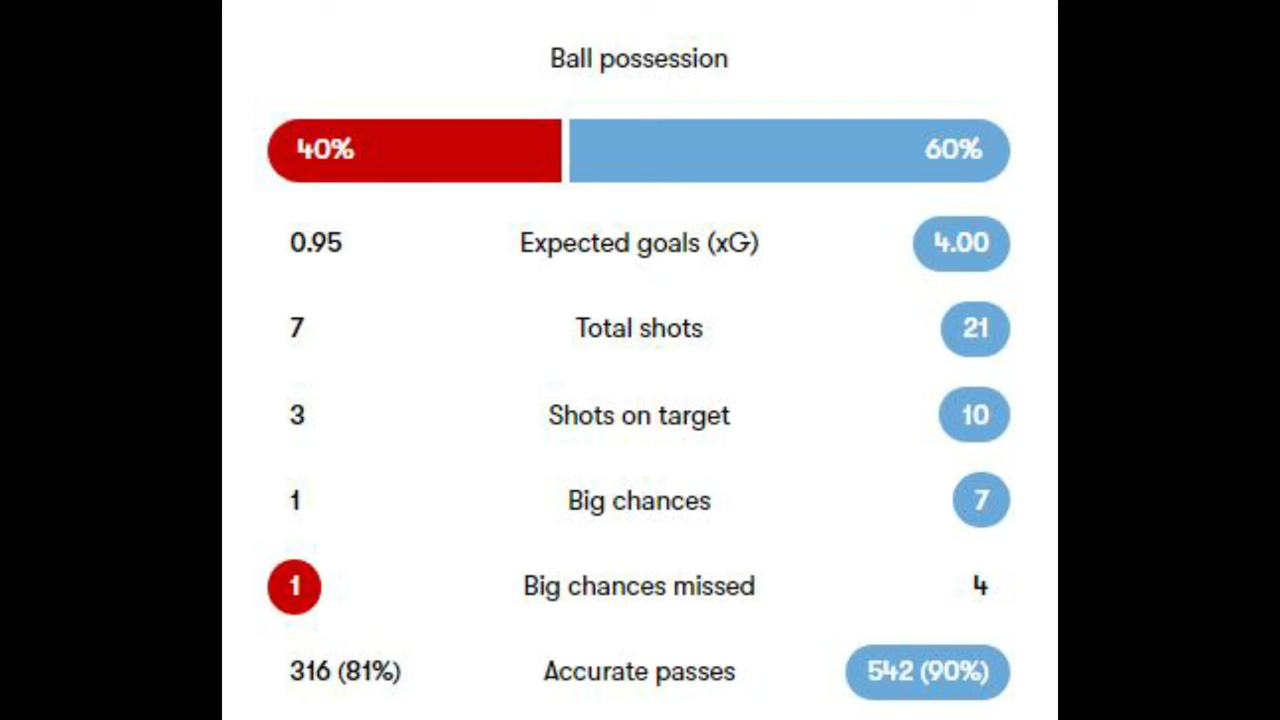 Ball possession
40% 60%
0.95 Expected goals (xG) 4.00
7 Total shots 21
3 Shots on target 10
1 Big chances 7
1 Big chances missed 4
316 (81%) Accurate passes 542 (90%)